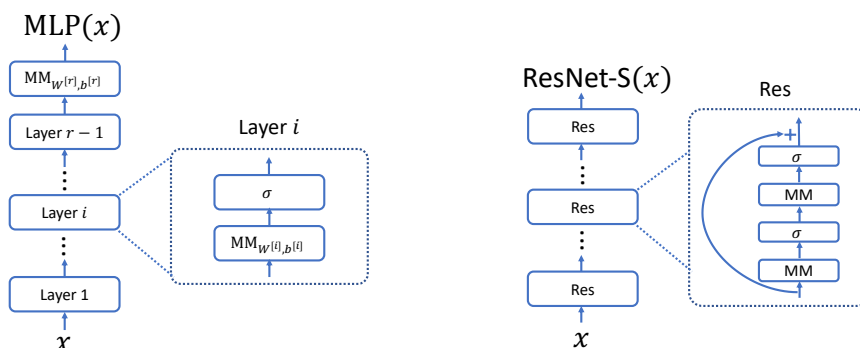 MLP(x)
MM_{W^{[r]},b^{[r]}}
Layer r − 1
⋮
Layer i
⋮
Layer 1
x
Layer i
σ
MM_{W^{[i]},b^{[i]}}
ResNet-S(x)
Res
⋮
Res
⋮
Res
x
Res
+
σ
MM
σ
MM